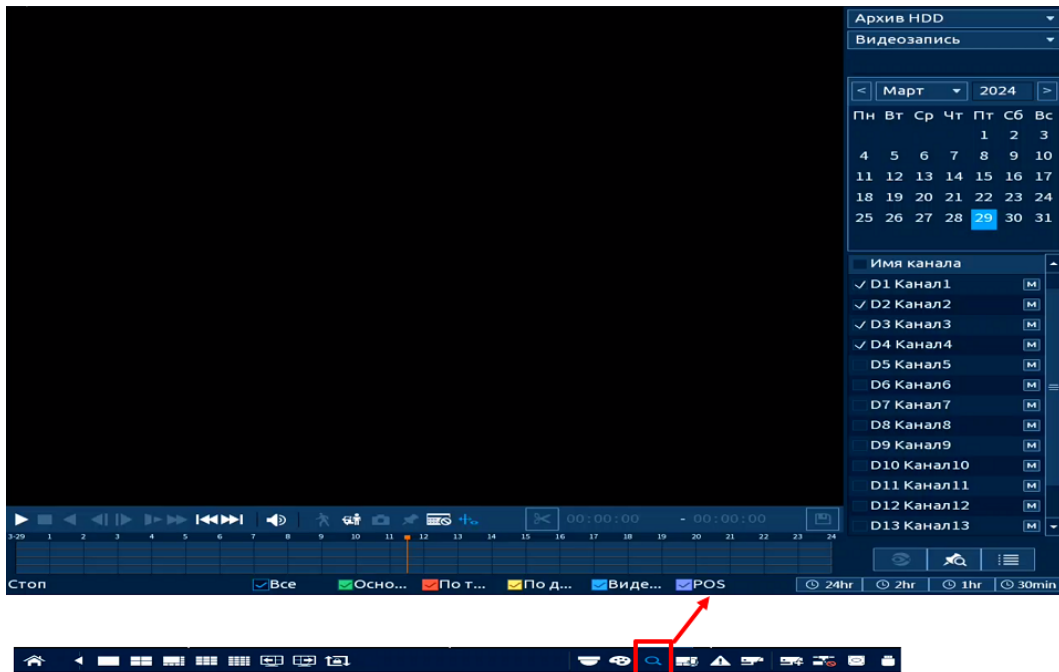 Архив HDD
Видеозапись
Март 2024
Пн Вт Ср Чт Пт Сб Вс
1 2 3
4 5 6 7 8 9 10
11 12 13 14 15 16 17
18 19 20 21 22 23 24
25 26 27 28 29 30 31
Имя канала
D1 Канал1 M
D2 Канал2 M
D3 Канал3 M
D4 Канал4 M
D5 Канал5 M
D6 Канал6 M
D7 Канал7 M
D8 Канал8 M
D9 Канал9 M
D10 Канал10 M
D11 Канал11 M
D12 Канал12 M
D13 Канал13 M
00:00:00 - 00:00:00
3-29 1 2 3 4 5 6 7 8 9 10 11 12 13 14 15 16 17 18 19 20 21 22 23 24
Стоп Все Осно... По т... По д... Виде... POS 24hr 2hr 1hr 30min